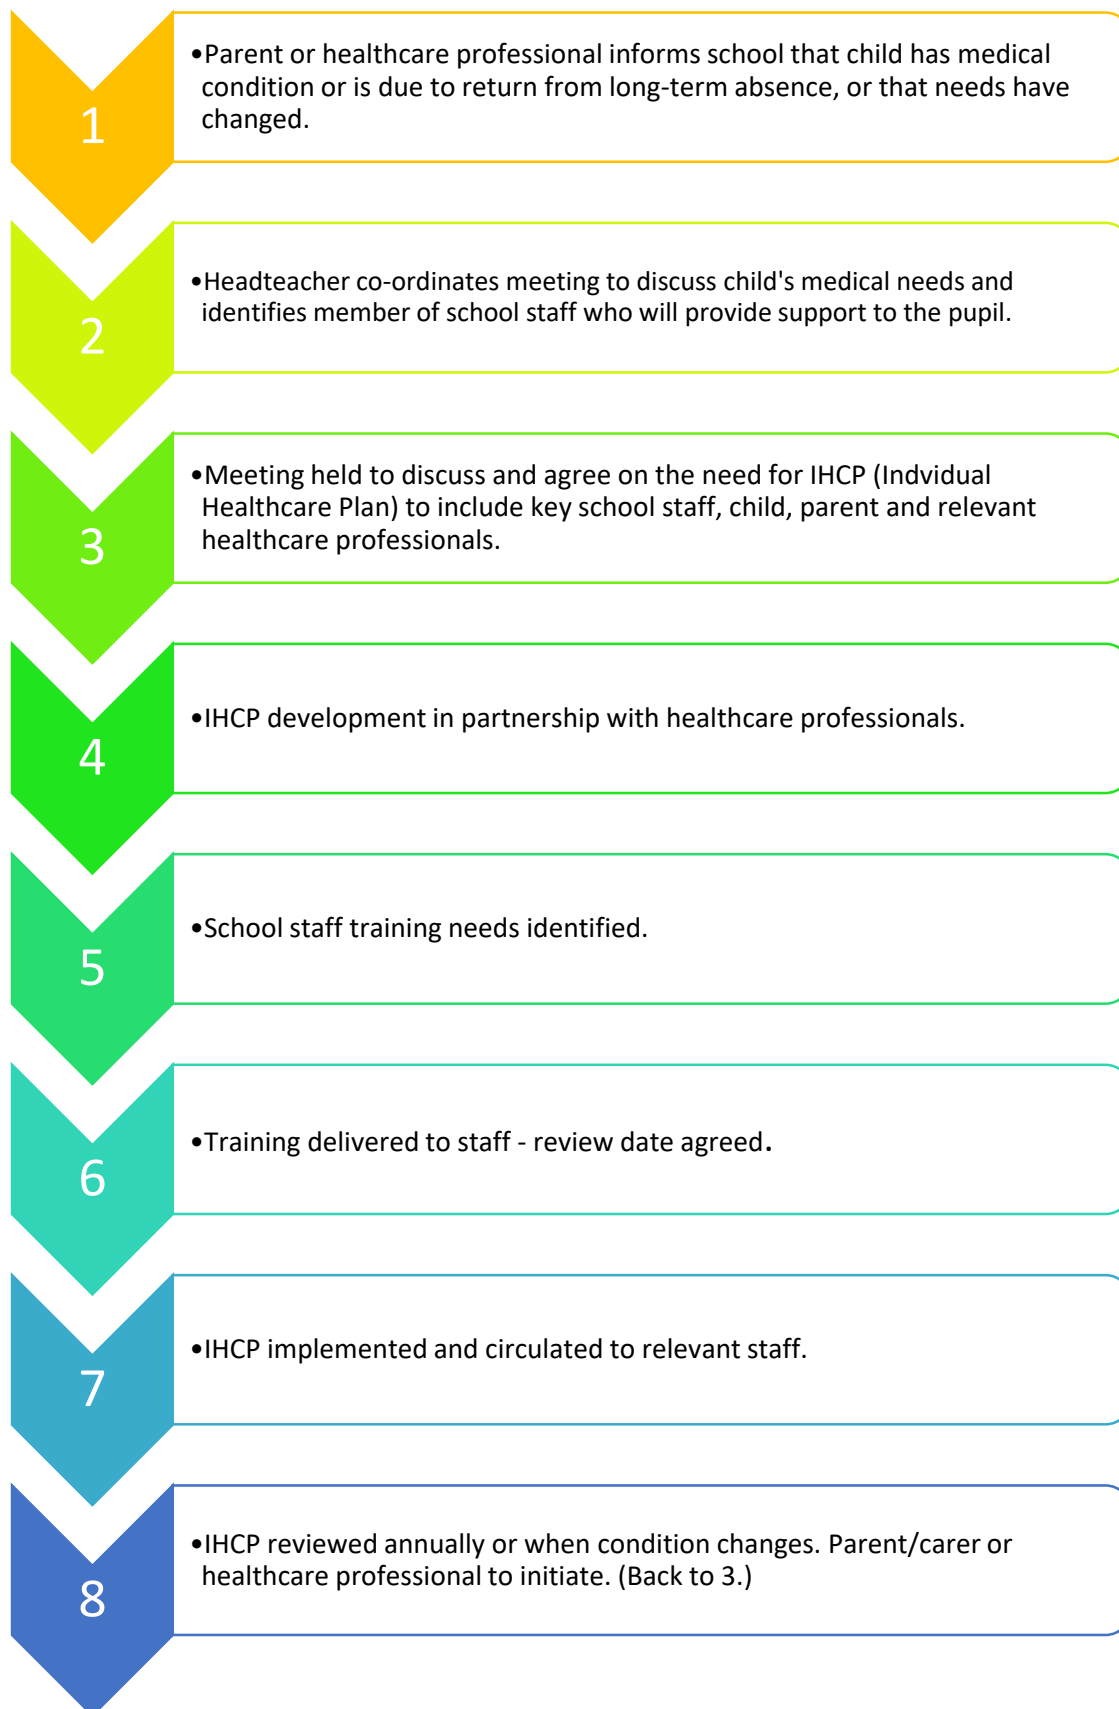 1
•Parent or healthcare professional informs school that child has medical
condition or is due to return from long-term absence, or that needs have
changed.
2
•Headteacher co-ordinates meeting to discuss child's medical needs and
identifies member of school staff who will provide support to the pupil.
3
•Meeting held to discuss and agree on the need for IHCP (Indvidual
Healthcare Plan) to include key school staff, child, parent and relevant
healthcare professionals.
4
•IHCP development in partnership with healthcare professionals.
5
•School staff training needs identified.
6
•Training delivered to staff - review date agreed.
7
•IHCP implemented and circulated to relevant staff.
8
•IHCP reviewed annually or when condition changes. Parent/carer or
healthcare professional to initiate. (Back to 3.)